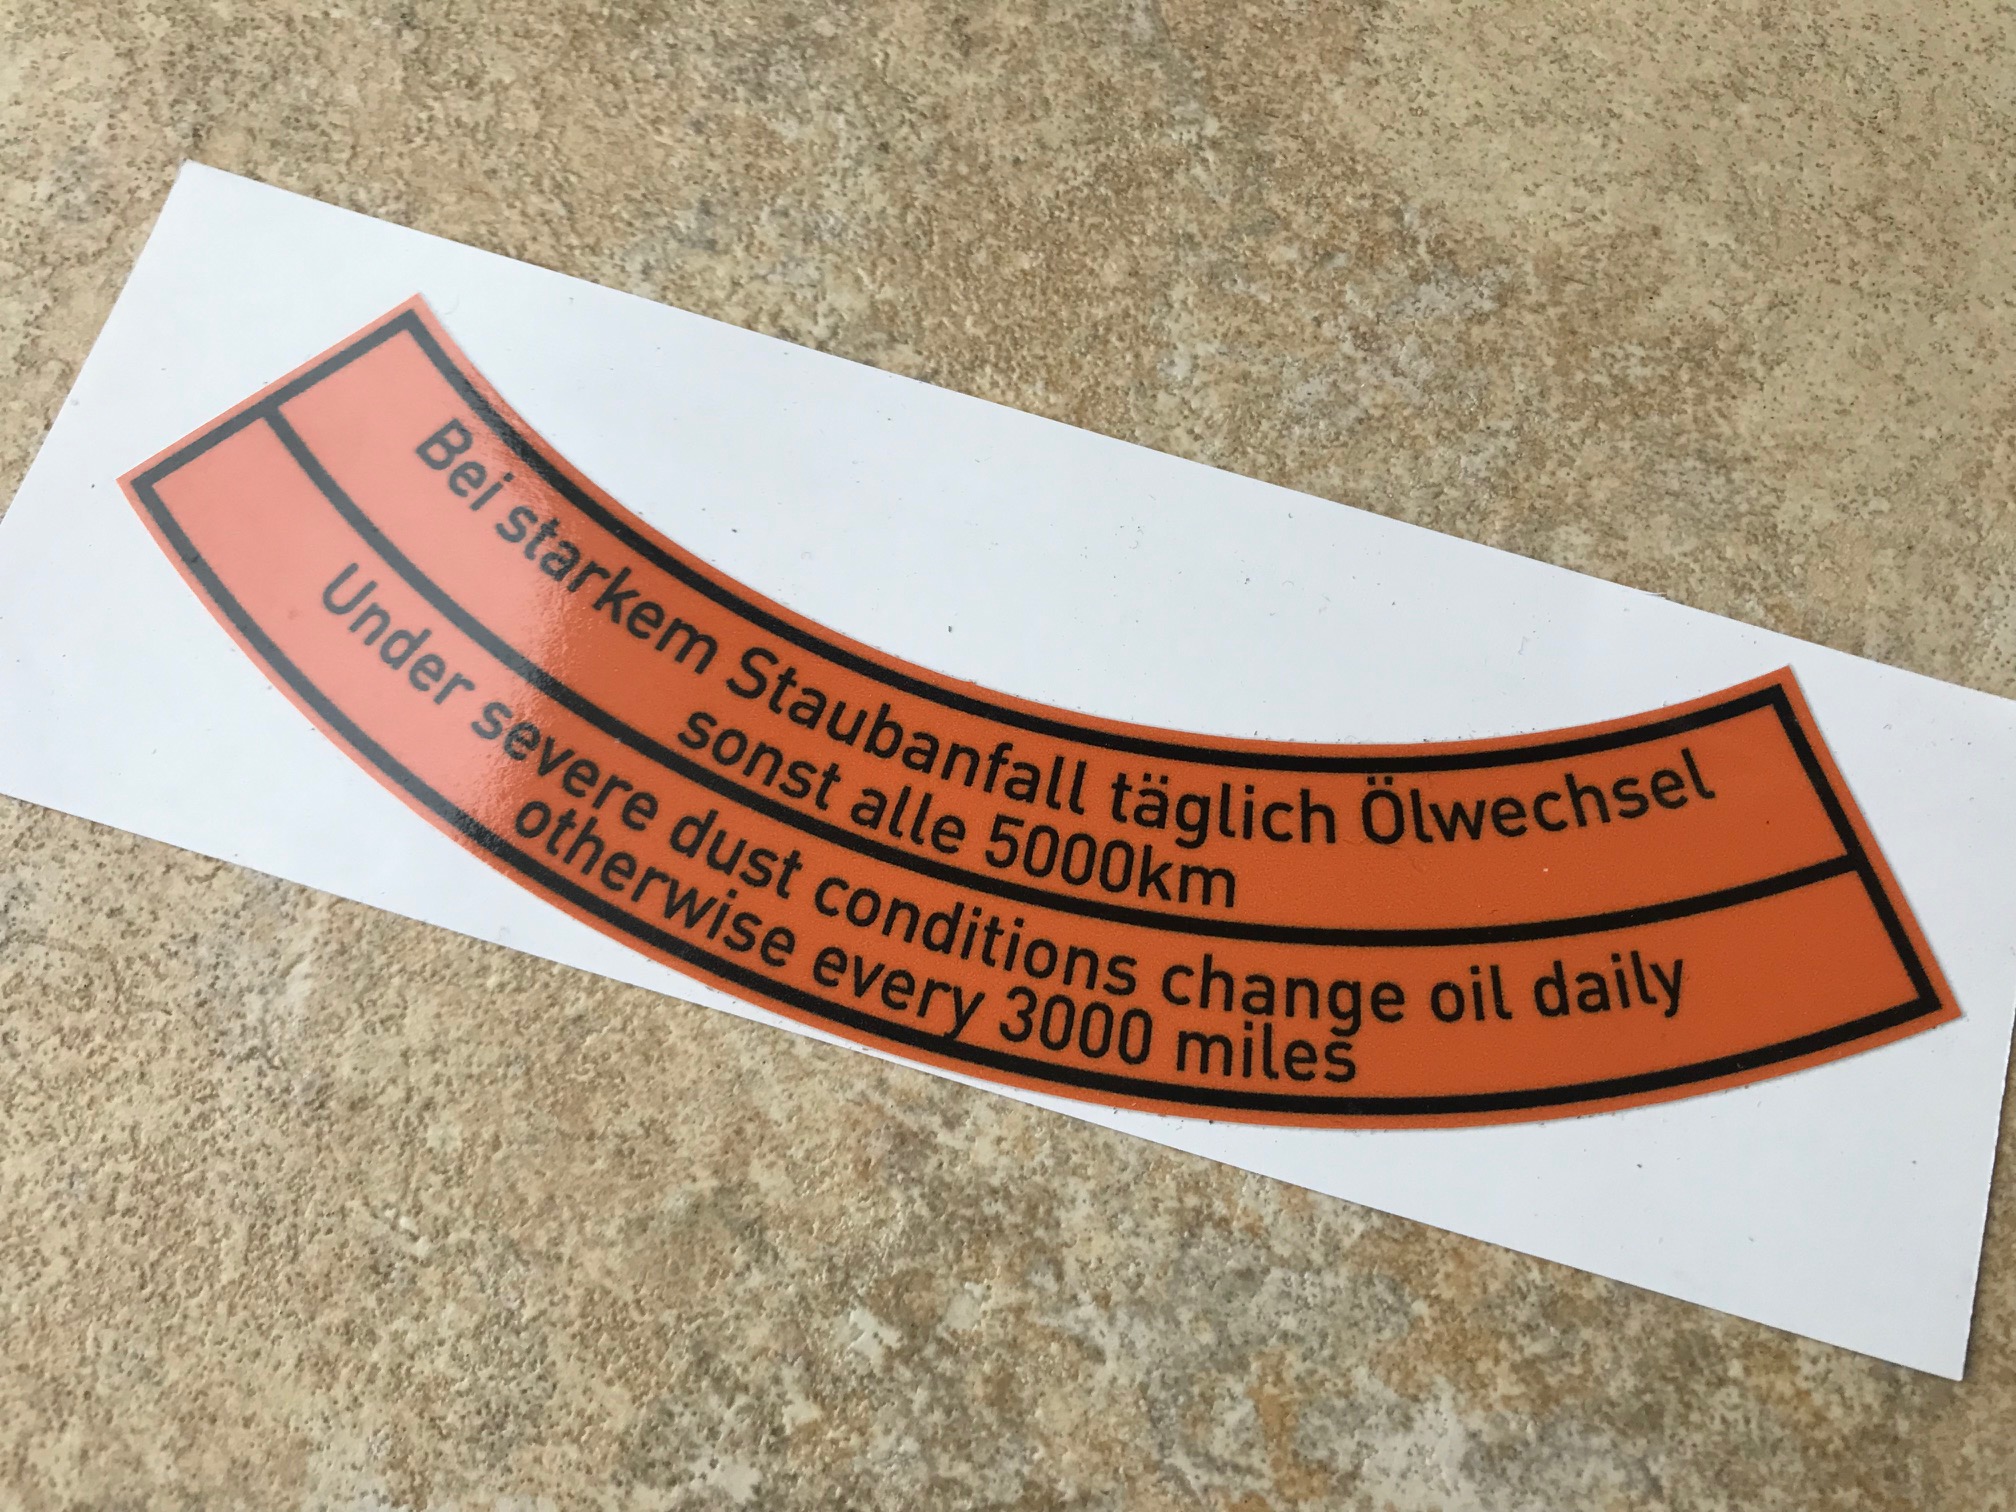 Bei starkem Staubanfall täglich Ölwechsel
sonst alle 5000km
Under severe dust conditions change oil daily
otherwise every 3000 miles